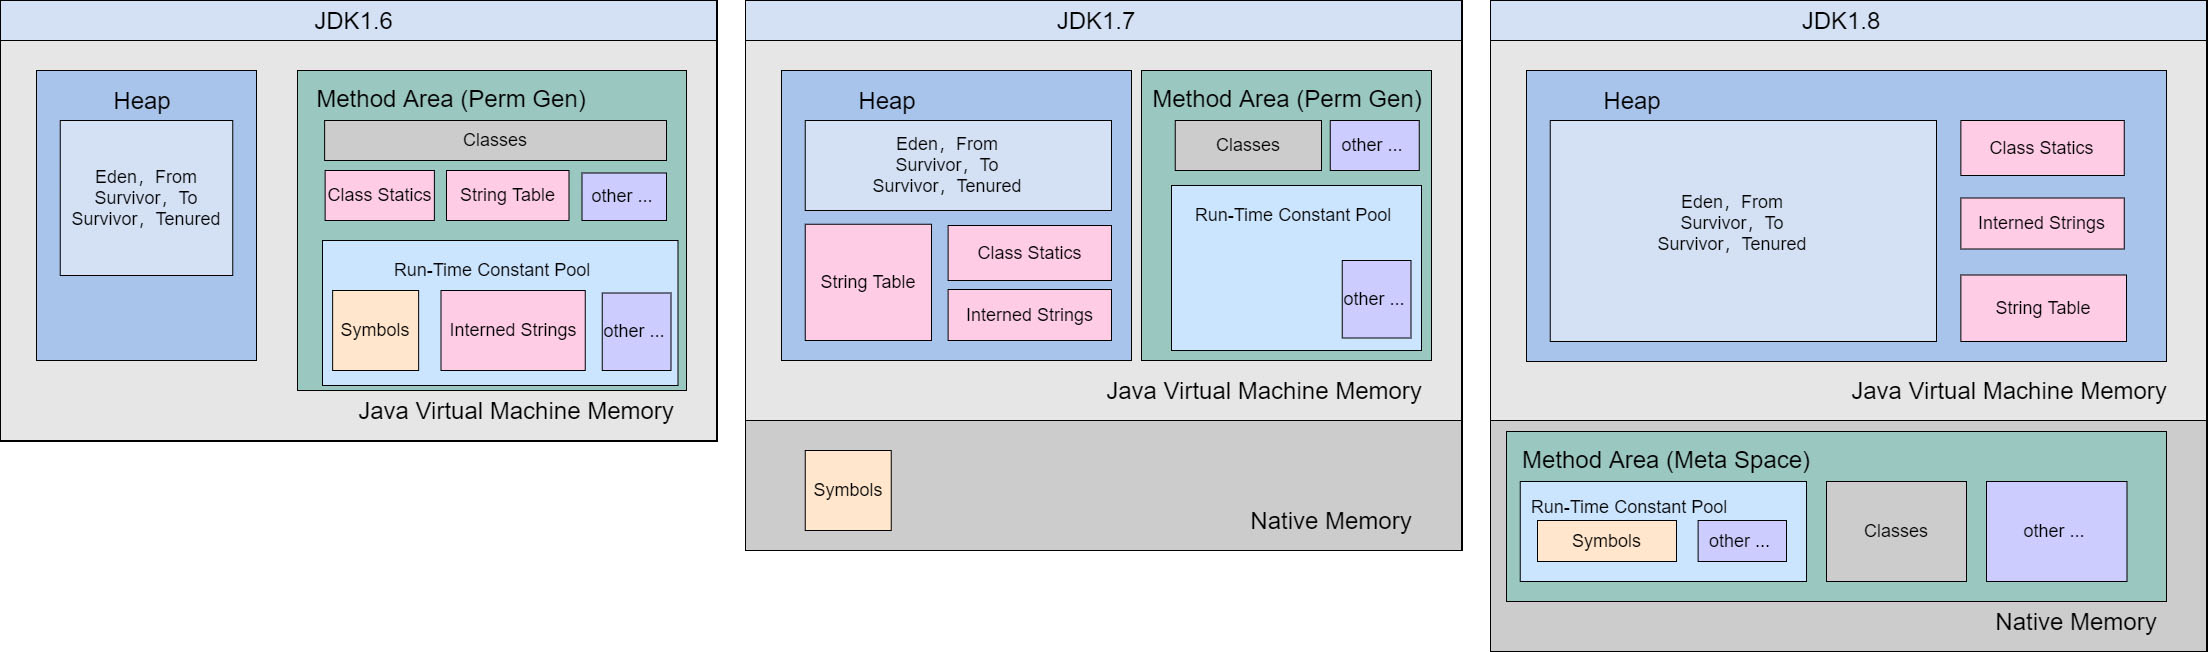 JDK1.6
Heap
Eden，From
Survivor，To
Survivor，Tenured
Method Area (Perm Gen)
Classes
Class Statics
String Table
other ...
Run-Time Constant Pool
Symbols
Interned Strings
other ...
Java Virtual Machine Memory
JDK1.7
Heap
Eden，From
Survivor，To
Survivor，Tenured
String Table
Class Statics
Interned Strings
Method Area (Perm Gen)
Classes
other ...
Run-Time Constant Pool
other ...
Java Virtual Machine Memory
Symbols
Native Memory
JDK1.8
Heap
Eden，From
Survivor，To
Survivor，Tenured
Class Statics
Interned Strings
String Table
Java Virtual Machine Memory
Method Area (Meta Space)
Run-Time Constant Pool
Symbols
other ...
Classes
other ...
Native Memory